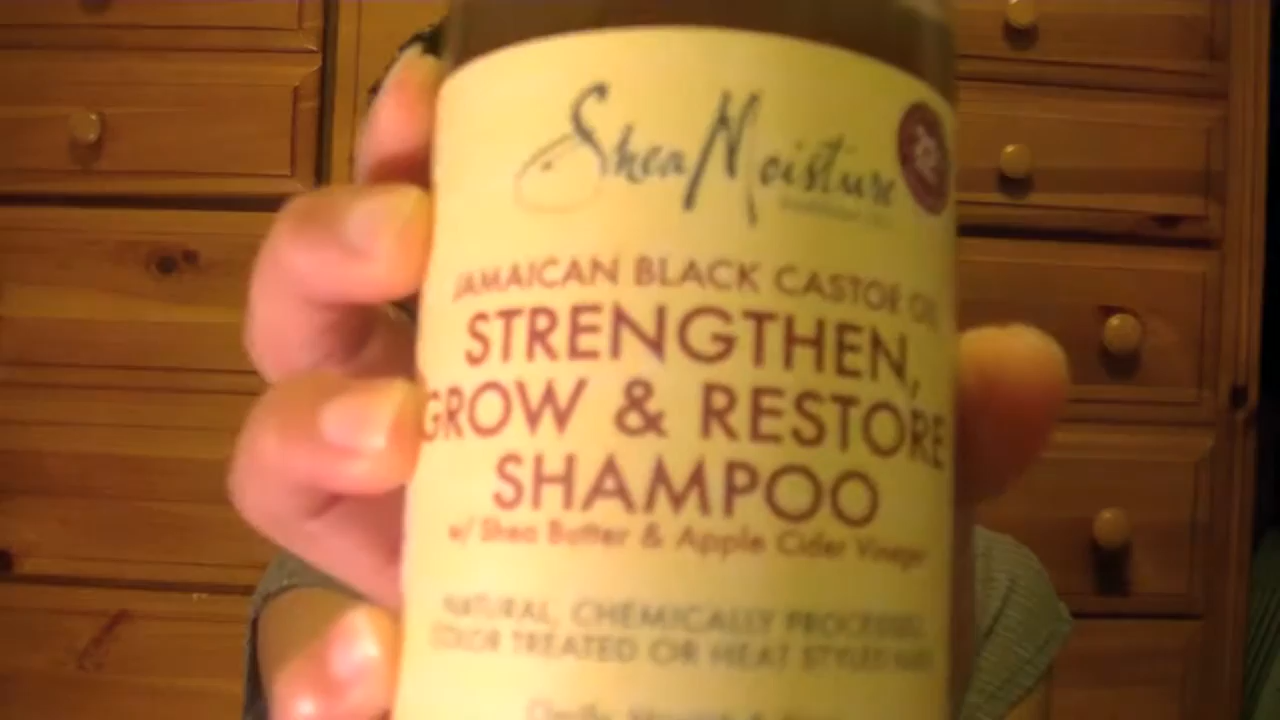 SheaMoisture
JAMAICAN BLACK CASTOR OIL
STRENGTHEN,
GROW & RESTORE
SHAMPOO
w/ Shea Butter & Apple Cider Vinegar
NATURAL, CHEMICALLY PROCESSED,
COLOR TREATED OR HEAT STYLED HAIR